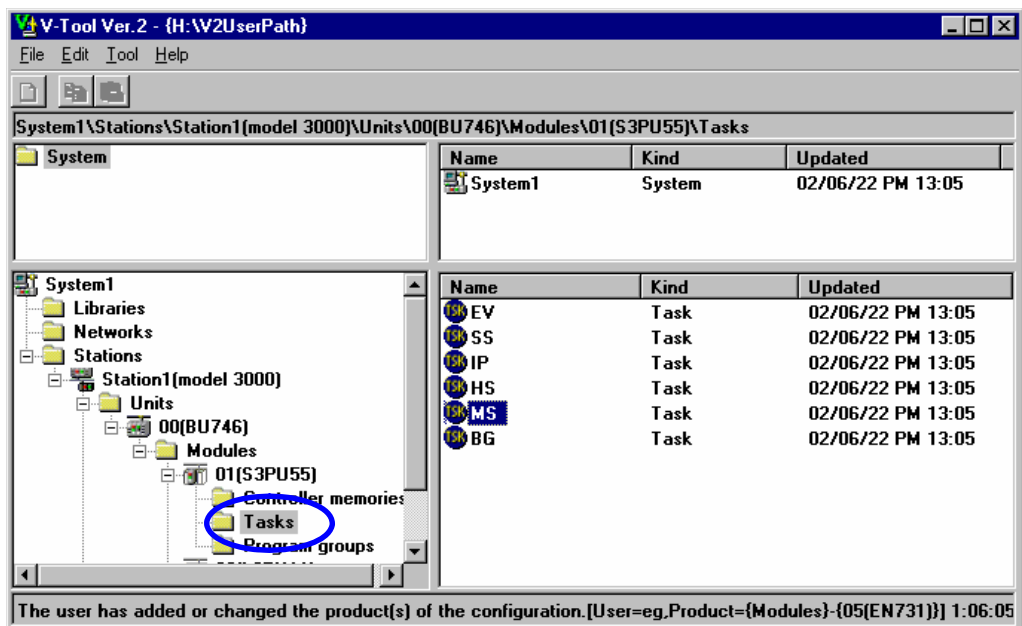 V-Tool Ver.2 - {H:\V2UserPath}
File Edit Tool Help
System1\Stations\Station1(model 3000)\Units\00(BU746)\Modules\01(S3PU55)\Tasks
System
Name Kind Updated
System1 System 02/06/22 PM 13:05
System1
Libraries
Networks
Stations
Station1(model 3000)
Units
00(BU746)
Modules
01(S3PU55)
Controller memories
Tasks
Program groups
Name Kind Updated
TSK EV Task 02/06/22 PM 13:05
TSK SS Task 02/06/22 PM 13:05
TSK IP Task 02/06/22 PM 13:05
TSK HS Task 02/06/22 PM 13:05
TSK MS Task 02/06/22 PM 13:05
TSK BG Task 02/06/22 PM 13:05
The user has added or changed the product(s) of the configuration.[User=eg,Product={Modules}-{05(EN731)}] 1:06:05